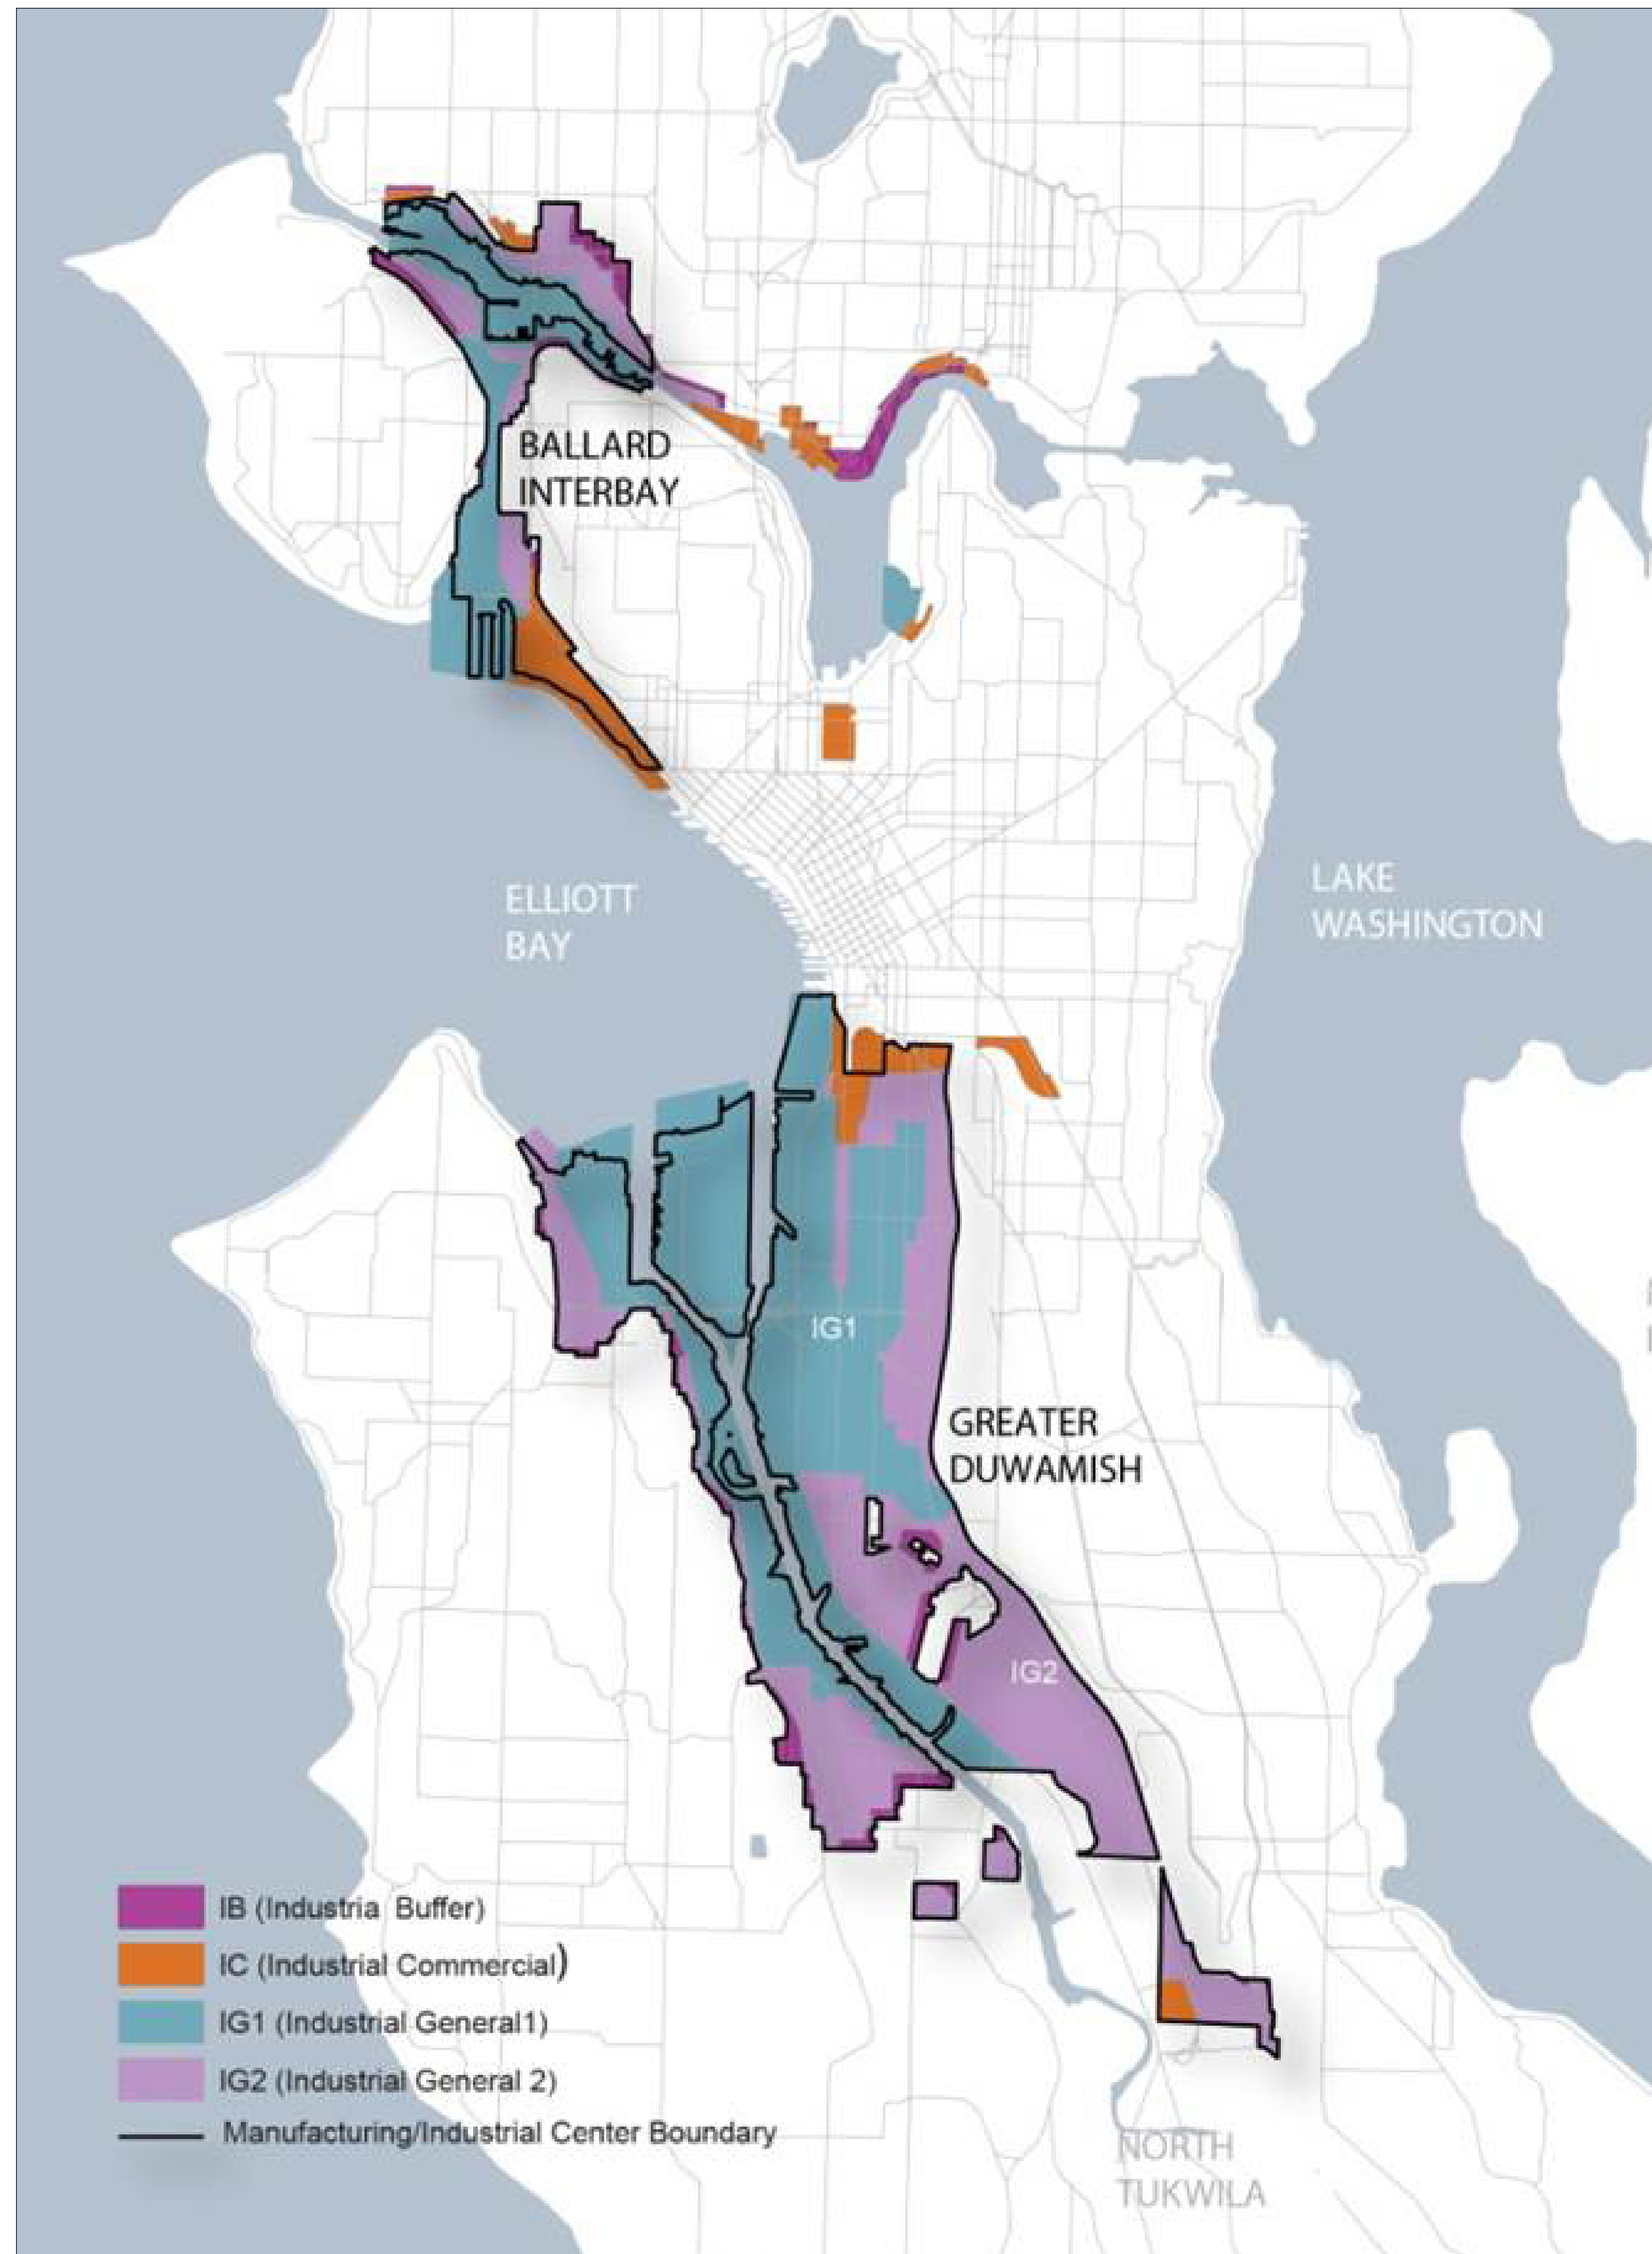 BALLARD
INTERBAY
ELLIOTT
BAY
LAKE
WASHINGTON
IG1
GREATER
DUWAMISH
IG2
IB (Industria Buffer)
IC (Industrial Commercial)
IG1 (Industrial General1)
IG2 (Industrial General 2)
Manufacturing/Industrial Center Boundary
NORTH
TUKWILA